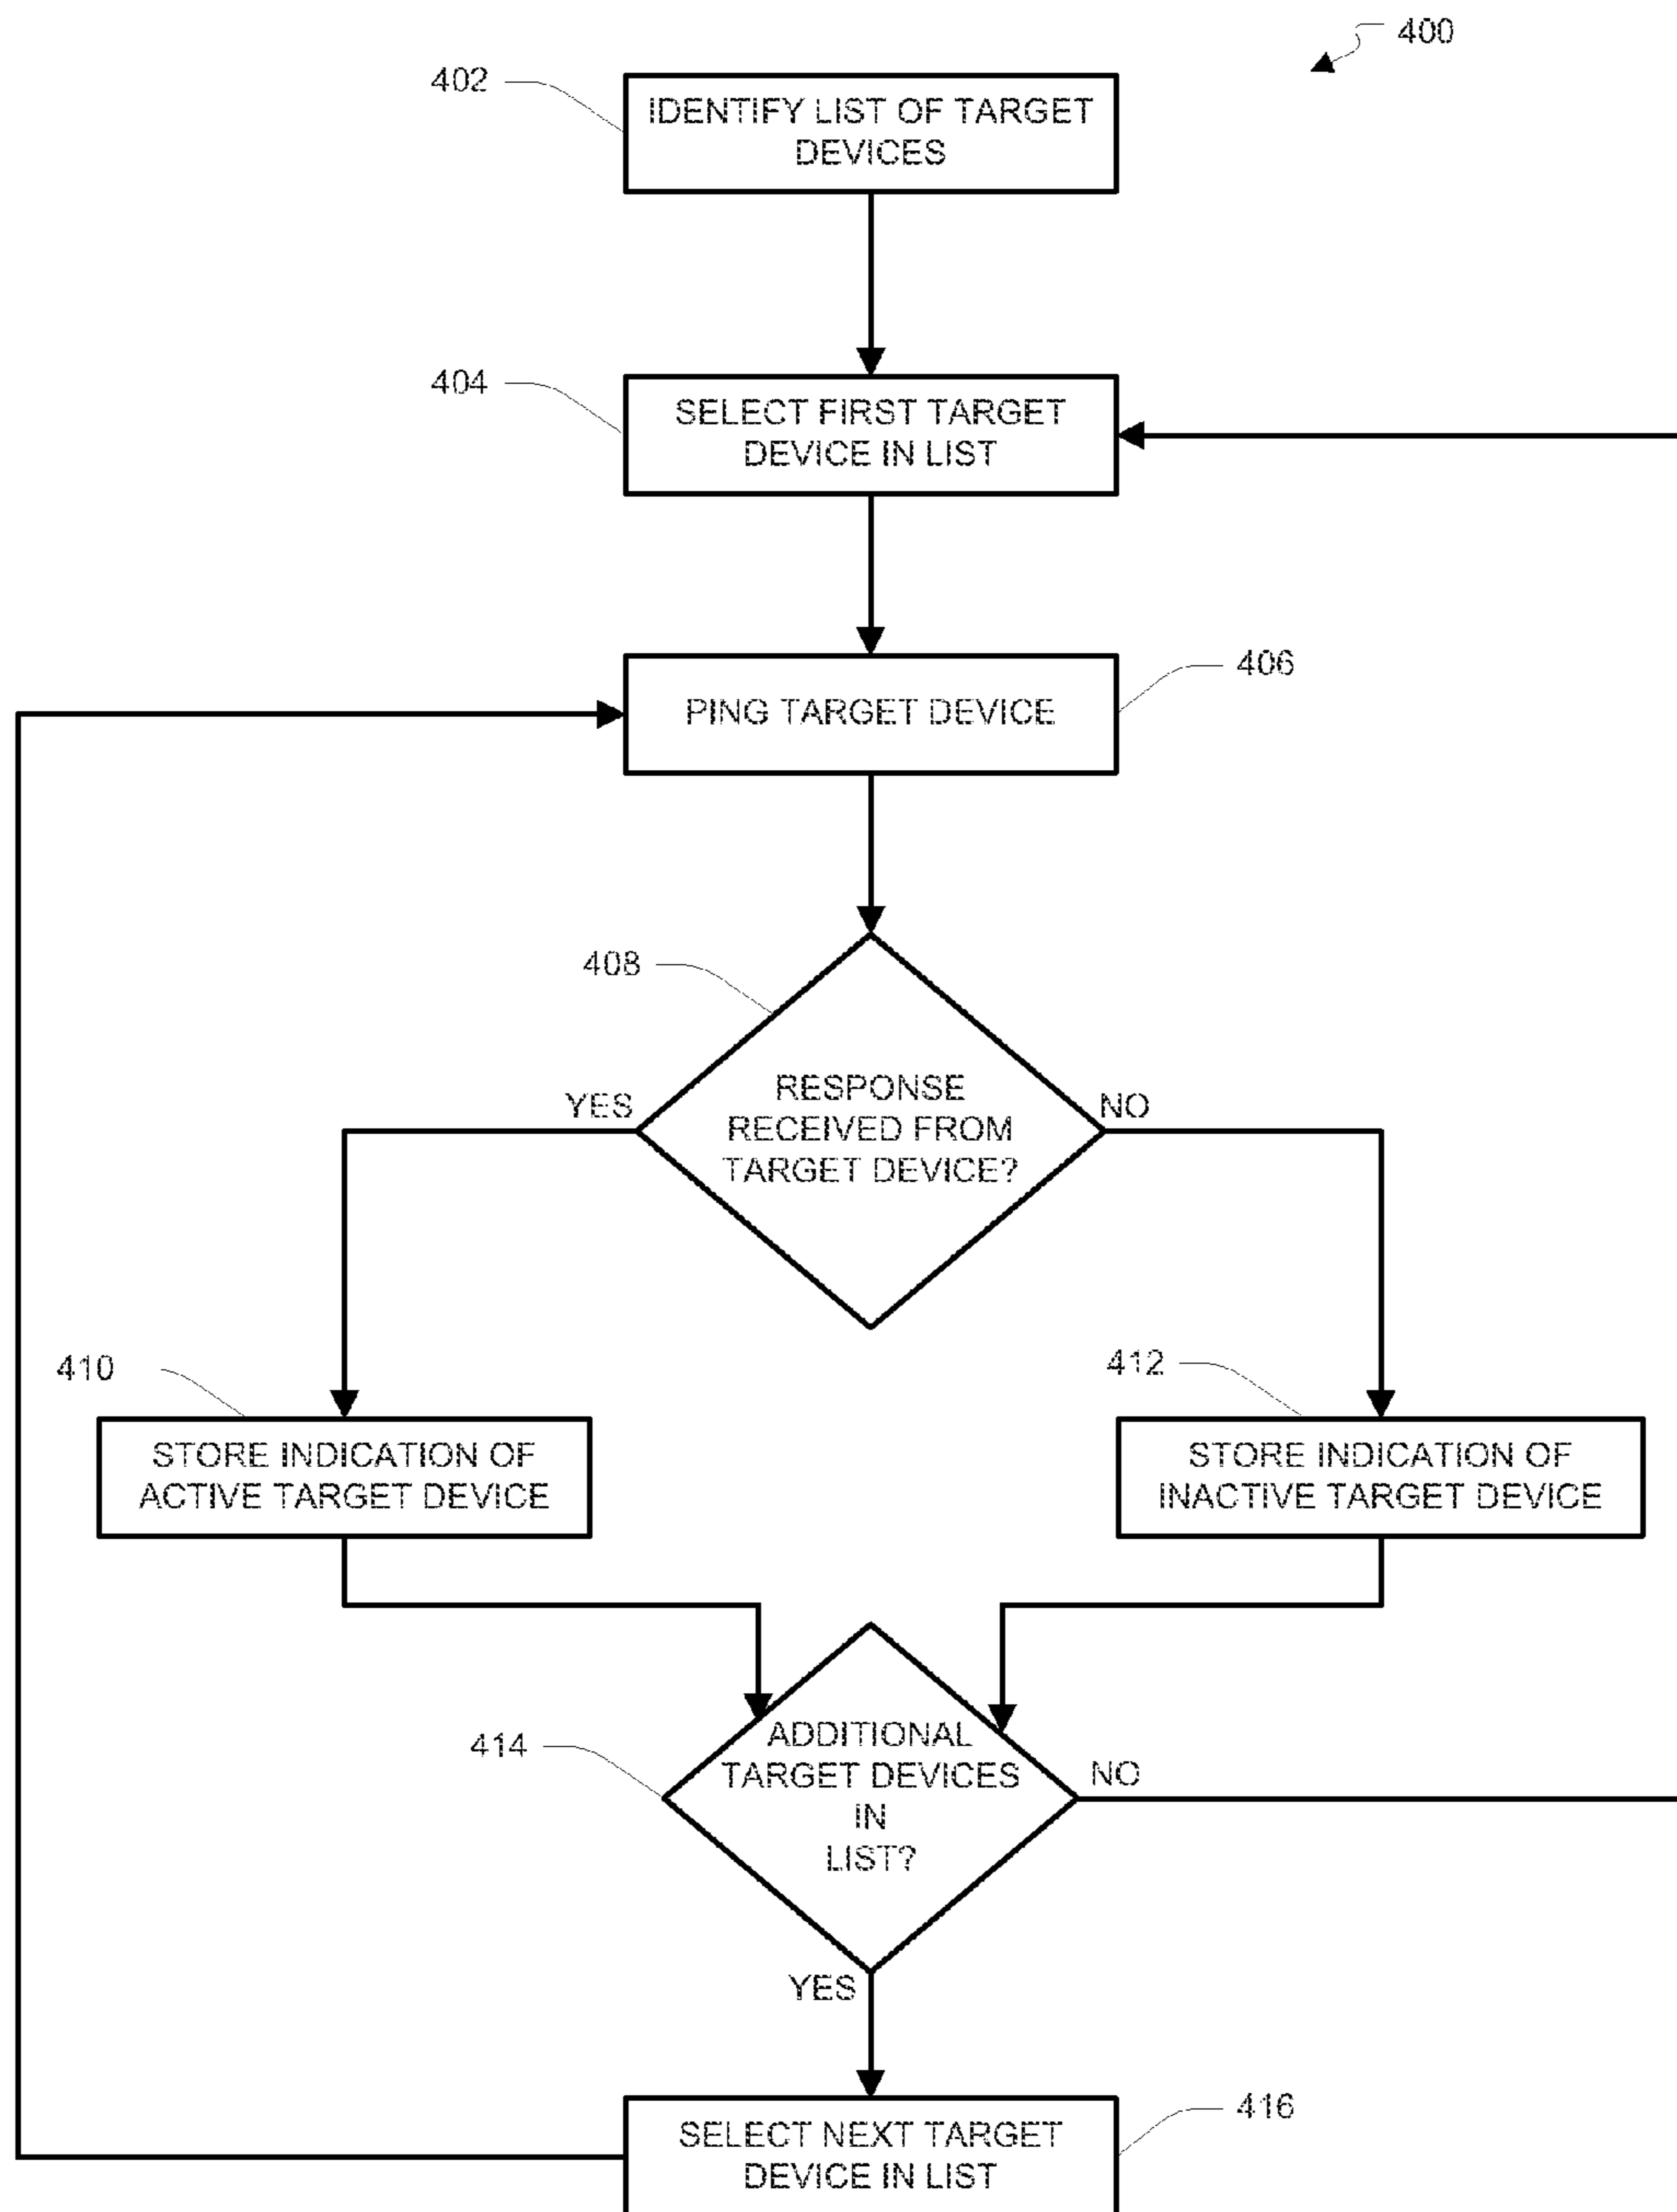 400
402
IDENTIFY LIST OF TARGET
DEVICES
404
SELECT FIRST TARGET
DEVICE IN LIST
406
PING TARGET DEVICE
408
RESPONSE
RECEIVED FROM
TARGET DEVICE?
YES
NO
410
STORE INDICATION OF
ACTIVE TARGET DEVICE
412
STORE INDICATION OF
INACTIVE TARGET DEVICE
414
ADDITIONAL
TARGET DEVICES
IN
LIST?
NO
YES
416
SELECT NEXT TARGET
DEVICE IN LIST